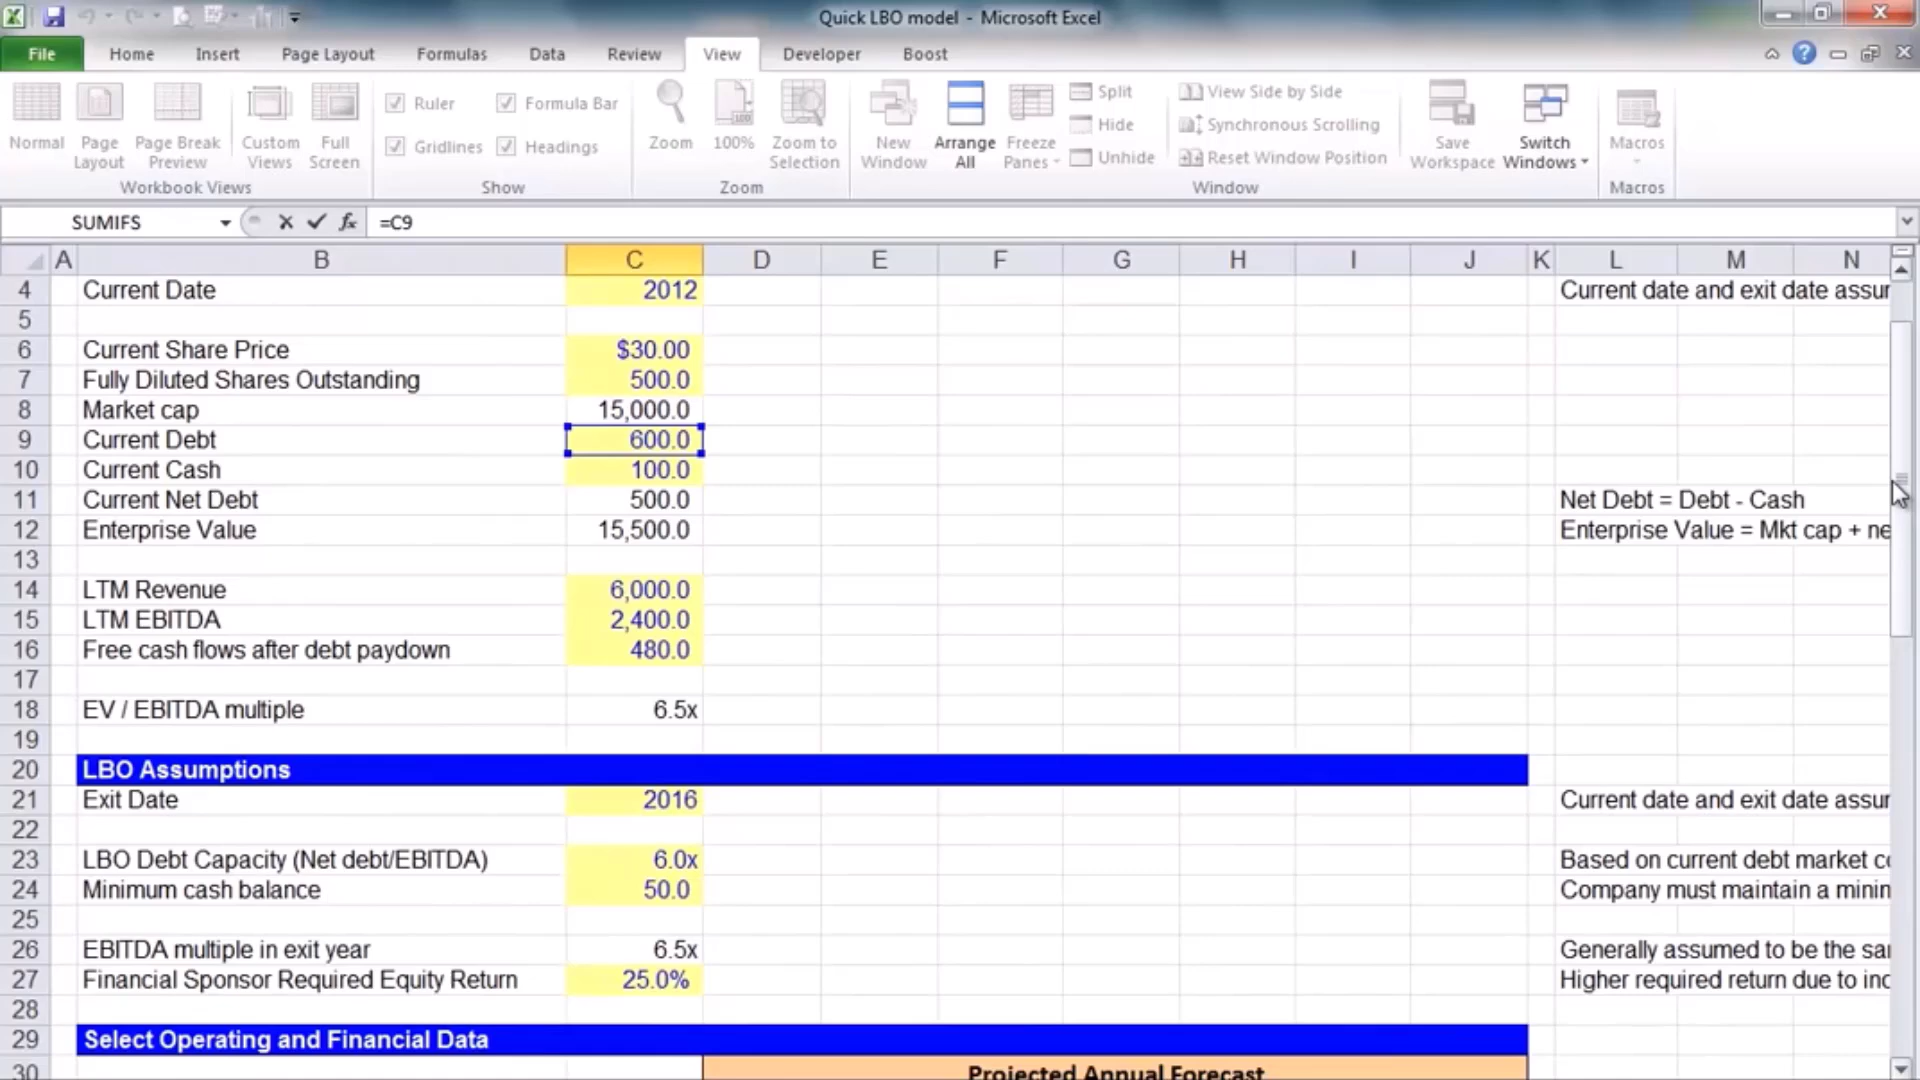 Quick LBO model - Microsoft Excel
File Home Insert Page Layout Formulas Data Review View Developer Boost
Normal Page Layout Page Break Preview Custom Views Full Screen
Workbook Views
Ruler Formula Bar
Gridlines Headings
Show
Zoom 100% Zoom to Selection
Zoom
New Window Arrange All Freeze Panes
Split
Hide
Unhide
View Side by Side
Synchronous Scrolling
Reset Window Position
Window
Save Workspace Switch Windows
Macros
Macros
SUMIFS fx =C9
A B C D E F G H I J K L M N
4 Current Date 2012 Current date and exit date assur
5
6 Current Share Price $30.00
7 Fully Diluted Shares Outstanding 500.0
8 Market cap 15,000.0
9 Current Debt 600.0
10 Current Cash 100.0
11 Current Net Debt 500.0 Net Debt = Debt - Cash
12 Enterprise Value 15,500.0 Enterprise Value = Mkt cap + ne
13
14 LTM Revenue 6,000.0
15 LTM EBITDA 2,400.0
16 Free cash flows after debt paydown 480.0
17
18 EV / EBITDA multiple 6.5x
19
20 LBO Assumptions
21 Exit Date 2016 Current date and exit date assur
22
23 LBO Debt Capacity (Net debt/EBITDA) 6.0x Based on current debt market co
24 Minimum cash balance 50.0 Company must maintain a minin
25
26 EBITDA multiple in exit year 6.5x Generally assumed to be the sar
27 Financial Sponsor Required Equity Return 25.0% Higher required return due to inc
28
29 Select Operating and Financial Data
30 Projected Annual Forecast